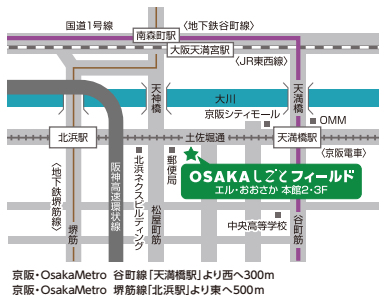 国道1号線
〈地下鉄谷町線〉
南森町駅
大阪天満宮駅
〈JR東西線〉
天神橋
大川
天満橋
京阪シティモール
OMM
北浜駅
土佐堀通
天満橋駅
〈京阪電車〉
〈地下鉄堺筋線〉
堺筋
阪神高速環状線
北浜ネクスビルディング
松屋町筋
郵便局
OSAKAしごとフィールド
エル・おおさか 本館2・3F
中央高等学校
谷町筋
京阪・OsakaMetro 谷町線「天満橋駅」より西へ300m
京阪・OsakaMetro 堺筋線「北浜駅」より東へ500m